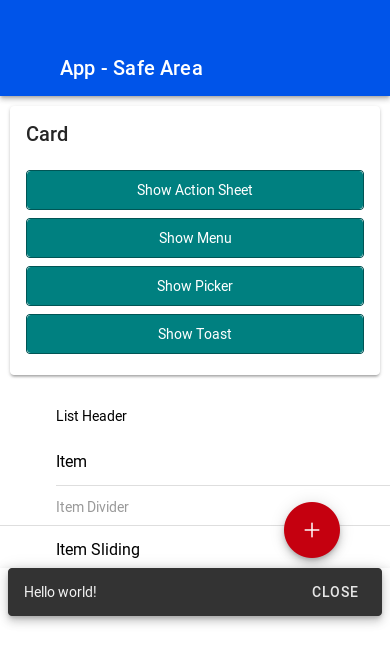 App - Safe Area
Card
Show Action Sheet
Show Menu
Show Picker
Show Toast
List Header
Item
Item Divider
Item Sliding
Hello world! CLOSE